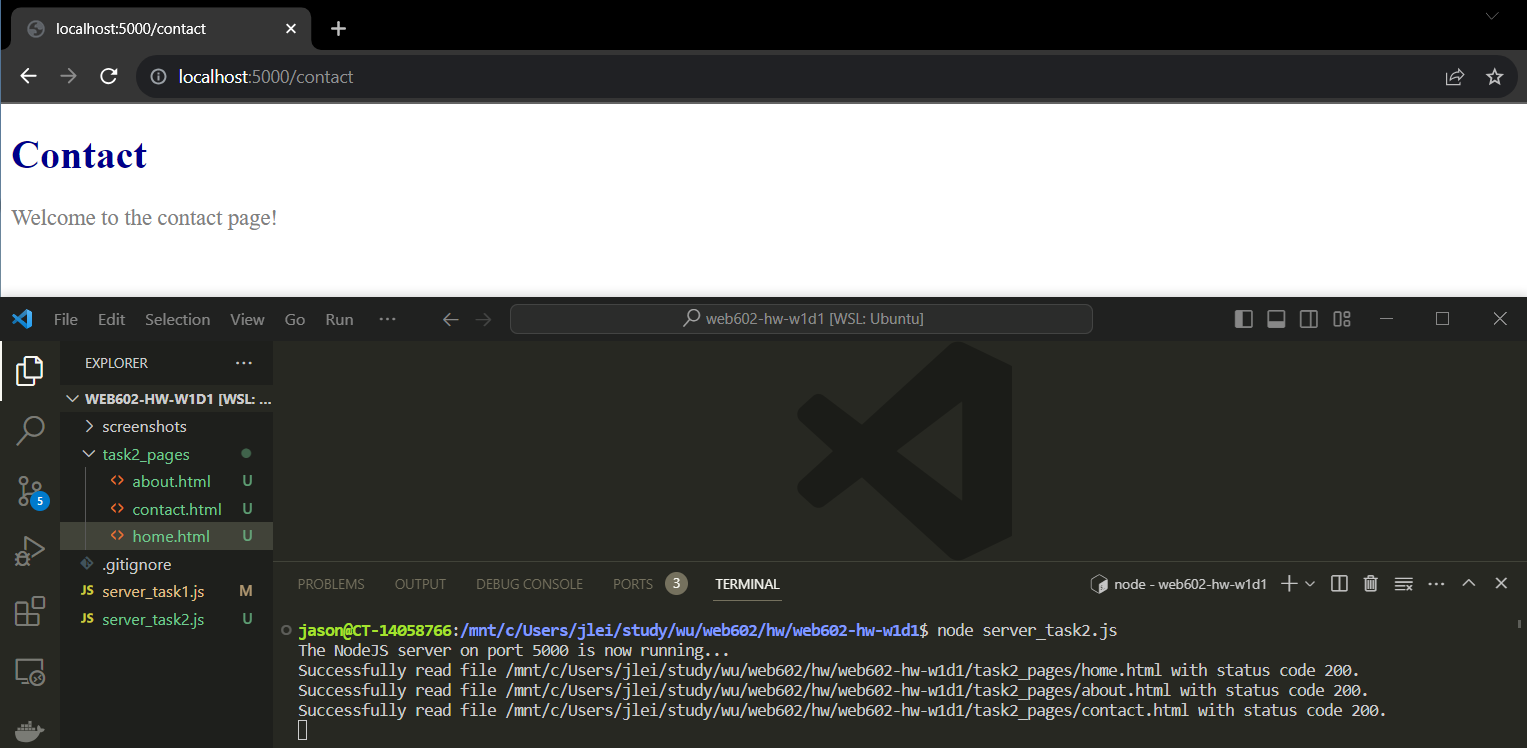 localhost:5000/contact
localhost:5000/contact
Contact
Welcome to the contact page!
File Edit Selection View Go Run ··· web602-hw-w1d1 [WSL: Ubuntu]
EXPLORER ···
WEB602-HW-W1D1 [WSL: ...
screenshots
task2_pages
about.html U
contact.html U
5
home.html U
.gitignore
JS server_task1.js M
JS server_task2.js U
PROBLEMS OUTPUT DEBUG CONSOLE PORTS 3 TERMINAL node - web602-hw-w1d1
jason@CT-14058766:/mnt/c/Users/jlei/study/wu/web602/hw/web602-hw-w1d1$ node server_task2.js
The NodeJS server on port 5000 is now running...
Successfully read file /mnt/c/Users/jlei/study/wu/web602/hw/web602-hw-w1d1/task2_pages/home.html with status code 200.
Successfully read file /mnt/c/Users/jlei/study/wu/web602/hw/web602-hw-w1d1/task2_pages/about.html with status code 200.
Successfully read file /mnt/c/Users/jlei/study/wu/web602/hw/web602-hw-w1d1/task2_pages/contact.html with status code 200.